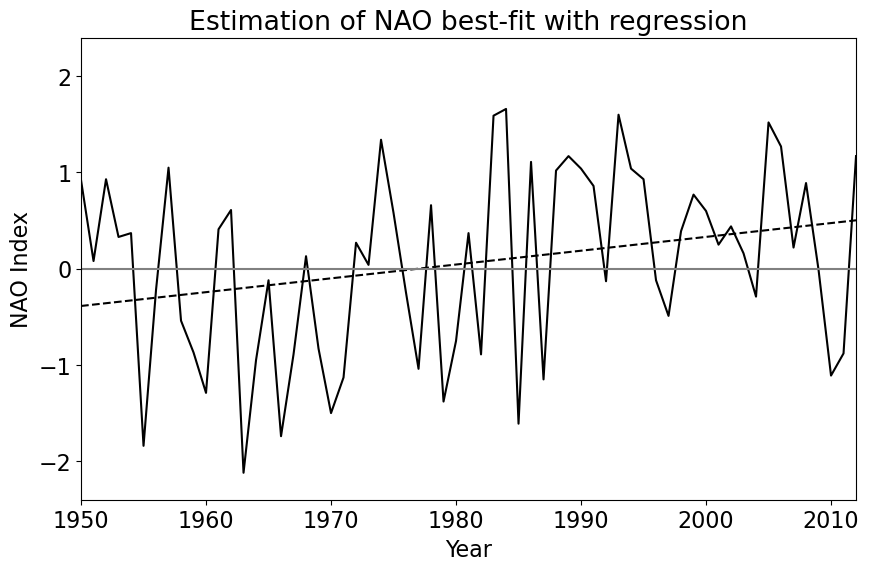 Estimation of NAO best-fit with regression
2
1
0
−1
−2
NAO Index
1950 1960 1970 1980 1990 2000 2010
Year